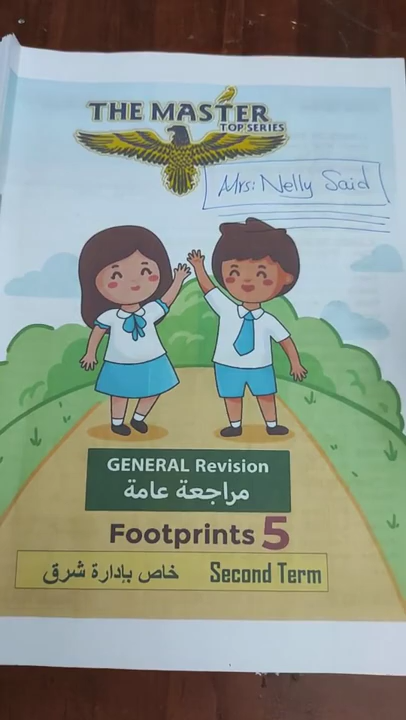 THE MASTER
TOP SERIES
Mrs: Nelly Said
GENERAL Revision
مراجعة عامة
Footprints 5
خاص بإدارة شرق Second Term